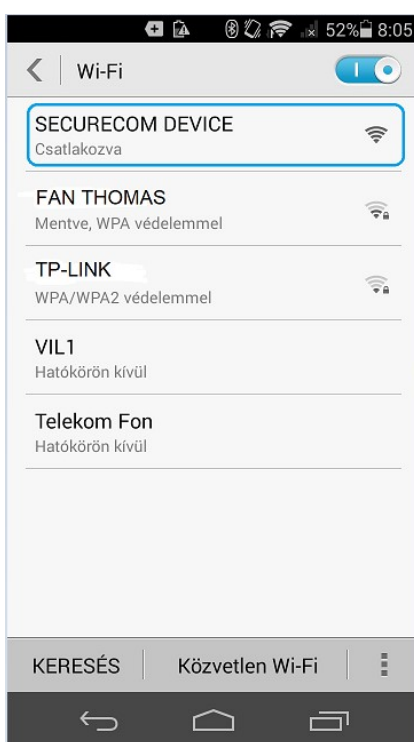 52% 8:05
Wi-Fi
SECURECOM DEVICE
Csatlakozva
FAN THOMAS
Mentve, WPA védelemmel
TP-LINK
WPA/WPA2 védelemmel
VIL1
Hatókörön kívül
Telekom Fon
Hatókörön kívül
KERESÉS Közvetlen Wi-Fi